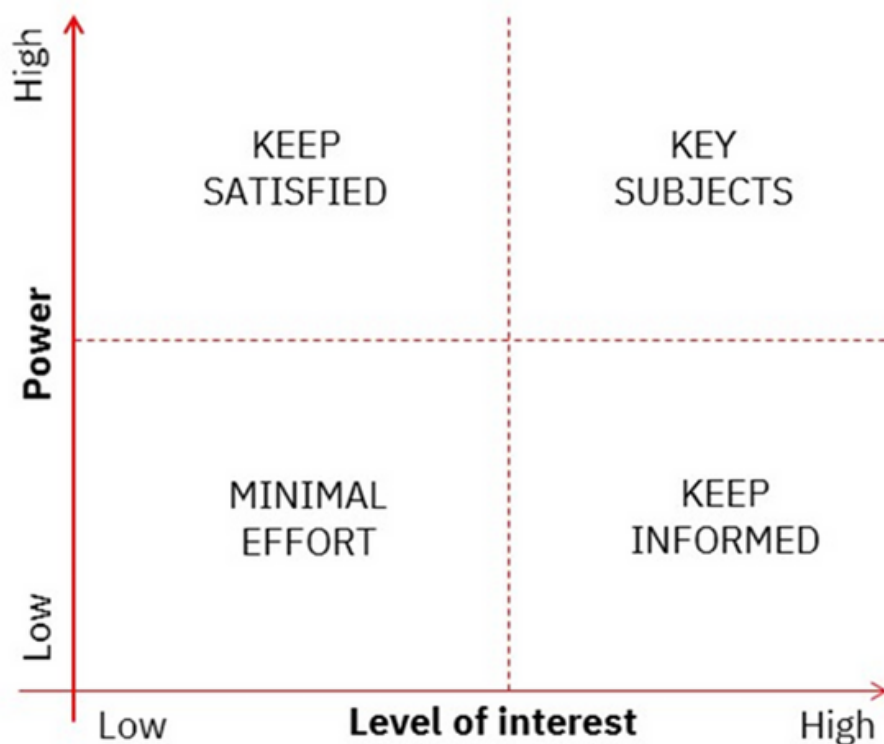 High
KEEP
SATISFIED
KEY
SUBJECTS
Power
MINIMAL
EFFORT
KEEP
INFORMED
Low
Low
Level of interest
High